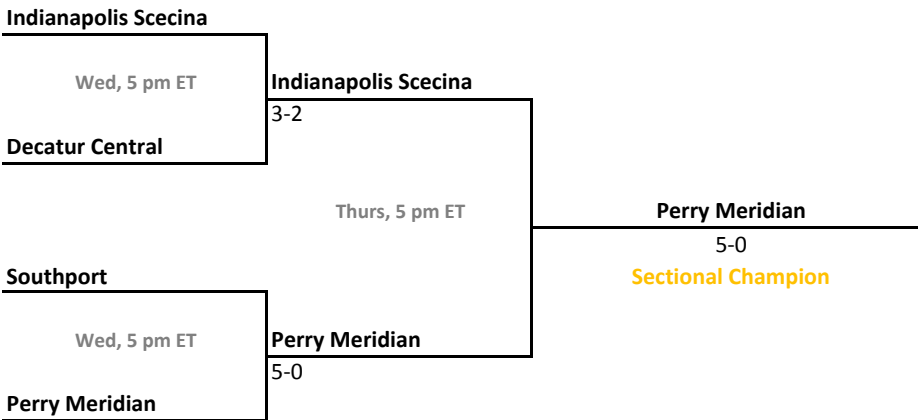 Indianapolis Scecina
Wed, 5 pm ET
Indianapolis Scecina
3-2
Decatur Central
Thurs, 5 pm ET
Perry Meridian
5-0
Sectional Champion
Southport
Wed, 5 pm ET
Perry Meridian
5-0
Perry Meridian